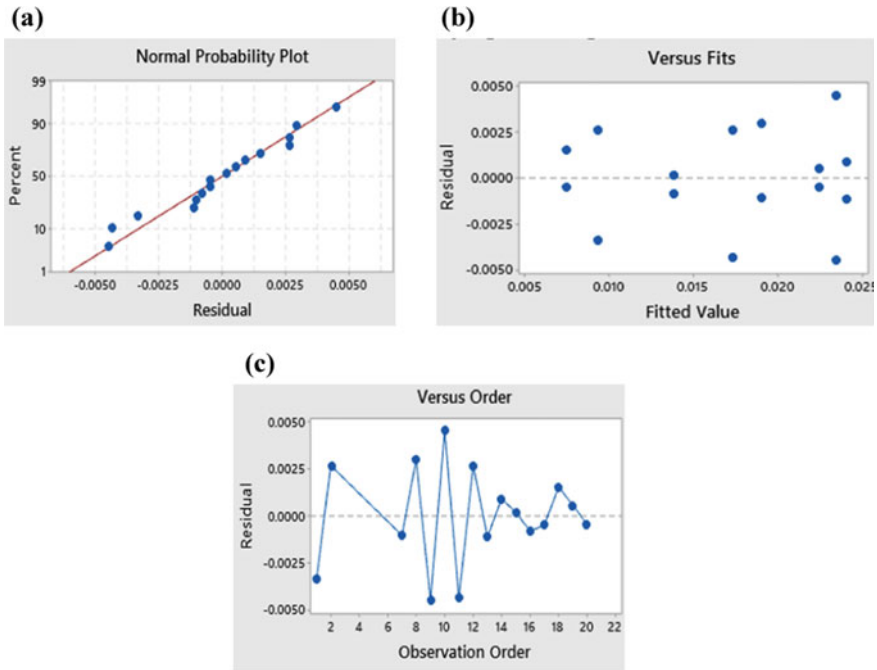 (a)
Normal Probability Plot
99
90
50
10
1
Percent
-0.0050 -0.0025 0.0000 0.0025 0.0050
Residual
(b)
Versus Fits
0.0050
0.0025
0.0000
-0.0025
-0.0050
Residual
0.005 0.010 0.015 0.020 0.025
Fitted Value
(c)
Versus Order
0.0050
0.0025
0.0000
-0.0025
-0.0050
Residual
2 4 6 8 10 12 14 16 18 20 22
Observation Order